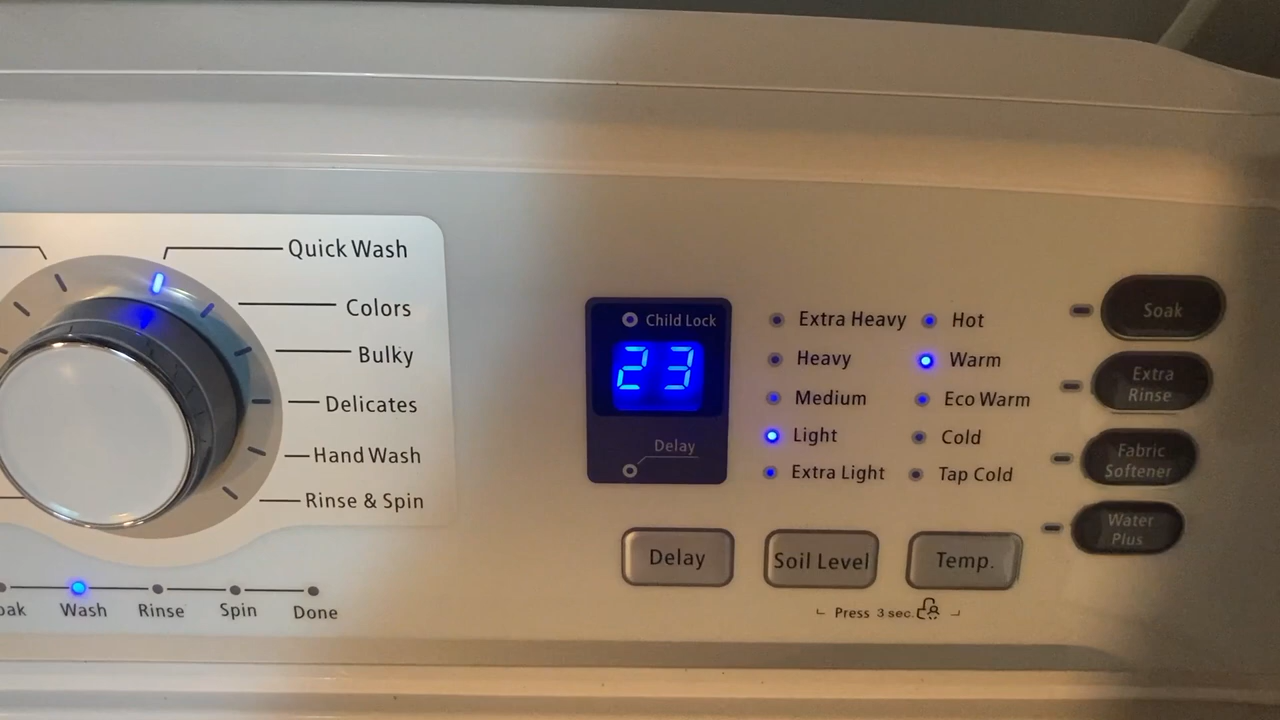 Quick Wash
Colors
Bulky
Delicates
Hand Wash
Rinse & Spin
Wash
Rinse
Spin
Done
Child Lock
23
Delay
Extra Heavy
Heavy
Medium
Light
Extra Light
Hot
Warm
Eco Warm
Cold
Tap Cold
Soak
Extra
Rinse
Fabric
Softener
Water
Plus
Delay
Soil Level
Temp.
Press 3 sec.